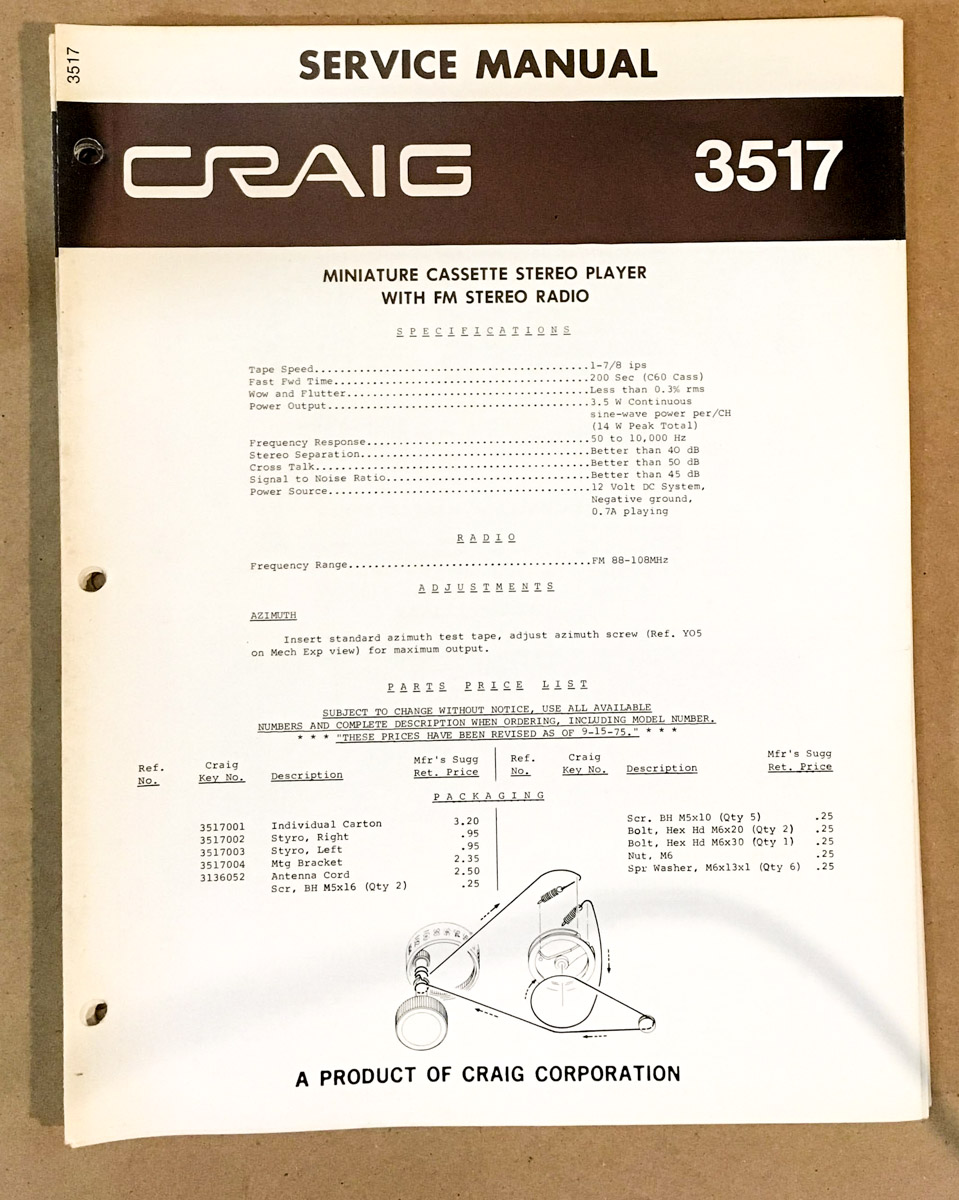 3517
SERVICE MANUAL
CRAIG 3517
MINIATURE CASSETTE STEREO PLAYER
WITH FM STEREO RADIO
SPECIFICATIONS
Tape Speed........................................1-7/8 ips
Fast Fwd Time.....................................200 Sec (C60 Cass)
Wow and Flutter...................................Less than 0.3% rms
Power Output......................................3.5 W Continuous
sine-wave power per/CH
(14 W Peak Total)
Frequency Response................................50 to 10,000 Hz
Stereo Separation.................................Better than 40 dB
Cross Talk........................................Better than 50 dB
Signal to Noise Ratio.............................Better than 45 dB
Power Source......................................12 Volt DC System,
Negative ground,
0.7A playing
RADIO
Frequency Range...................................FM 88-108MHz
ADJUSTMENTS
AZIMUTH
Insert standard azimuth test tape, adjust azimuth screw (Ref. Y05
on Mech Exp view) for maximum output.
PARTS PRICE LIST
SUBJECT TO CHANGE WITHOUT NOTICE, USE ALL AVAILABLE
NUMBERS AND COMPLETE DESCRIPTION WHEN ORDERING, INCLUDING MODEL NUMBER.
* * * "THESE PRICES HAVE BEEN REVISED AS OF 9-15-75." * * *
Ref. Craig Mfr's Sugg Ref. Craig Mfr's Sugg
No. Key No. Description Ret. Price No. Key No. Description Ret. Price
PACKAGING
3517001 Individual Carton 3.20 Scr. BH M5x10 (Qty 5) .25
3517002 Styro, Right .95 Bolt, Hex Hd M6x20 (Qty 2) .25
3517003 Styro, Left .95 Bolt, Hex Hd M6x30 (Qty 1) .25
3517004 Mtg Bracket 2.35 Nut, M6 .25
3136052 Antenna Cord 2.50 Spr Washer, M6x13x1 (Qty 6) .25
Scr, BH M5x16 (Qty 2) .25
A PRODUCT OF CRAIG CORPORATION